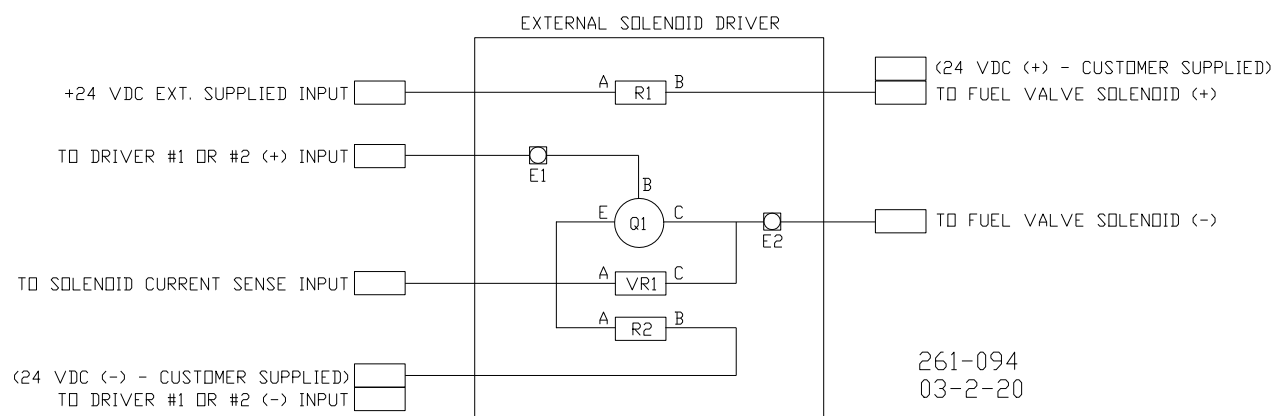 EXTERNAL SOLENOID DRIVER
(24 VDC (+) - CUSTOMER SUPPLIED)
+24 VDC EXT. SUPPLIED INPUT
A
R1
B
TO FUEL VALVE SOLENOID (+)
TO DRIVER #1 OR #2 (+) INPUT
E1
B
E
Q1
C
E2
TO FUEL VALVE SOLENOID (-)
TO SOLENOID CURRENT SENSE INPUT
A
VR1
C
A
R2
B
(24 VDC (-) - CUSTOMER SUPPLIED)
TO DRIVER #1 OR #2 (-) INPUT
261-094
03-2-20